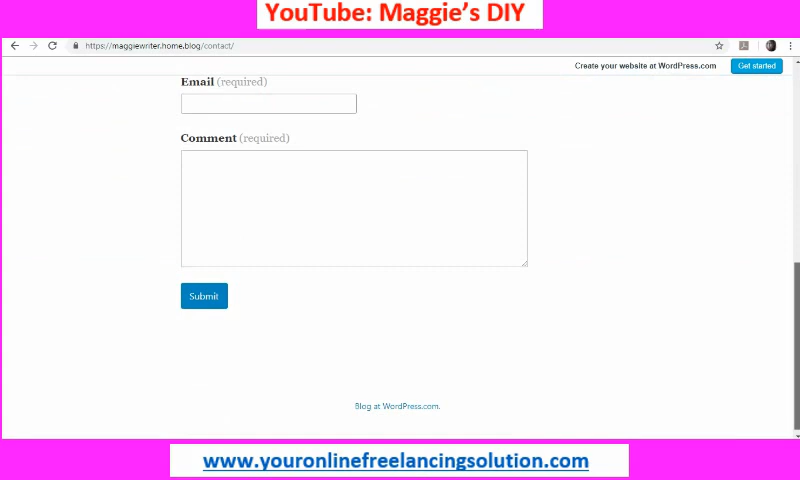 YouTube: Maggie's DIY
https://maggiewriter.home.blog/contact/
Create your website at WordPress.com
Get started
Email (required)
Comment (required)
Submit
Blog at WordPress.com.
www.youronlinefreelancingsolution.com